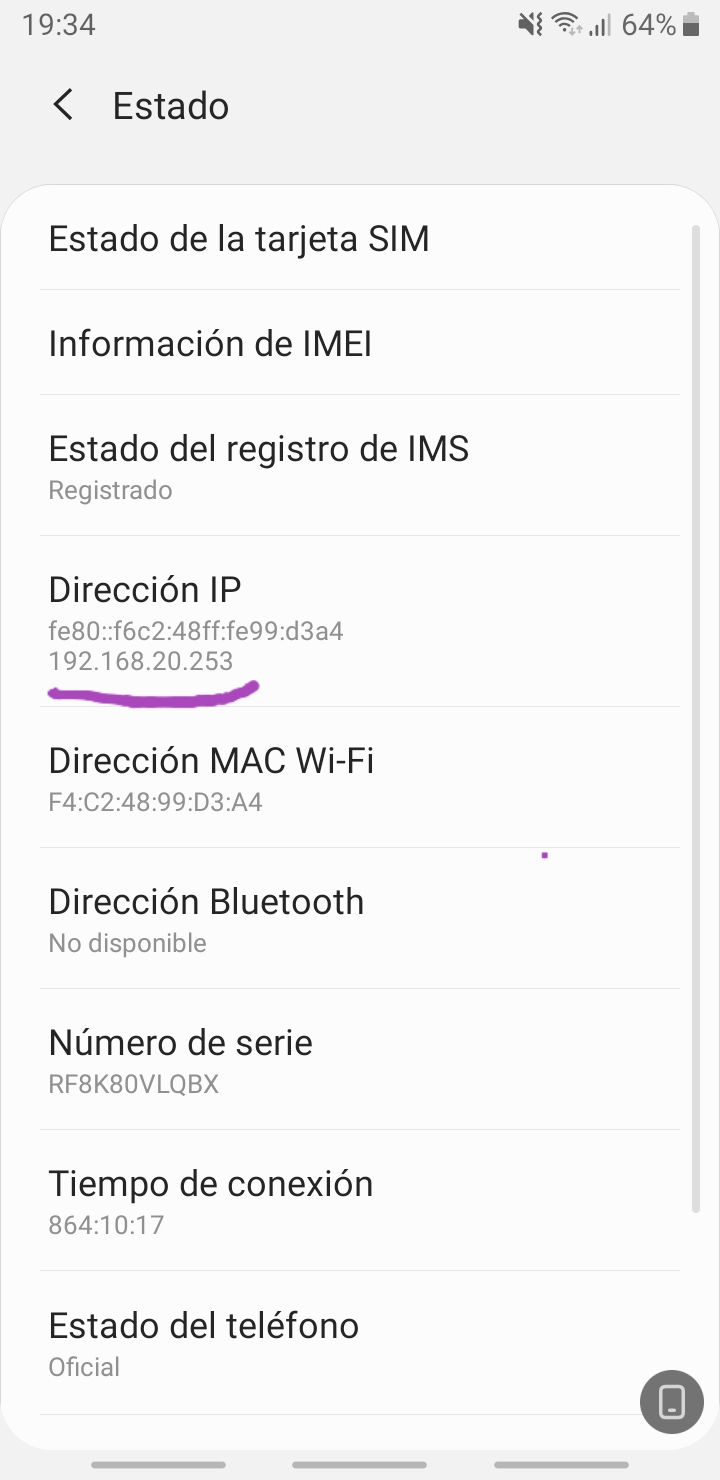 19:34
64%
Estado
Estado de la tarjeta SIM
Información de IMEI
Estado del registro de IMS
Registrado
Dirección IP
fe80::f6c2:48ff:fe99:d3a4
192.168.20.253
Dirección MAC Wi-Fi
F4:C2:48:99:D3:A4
Dirección Bluetooth
No disponible
Número de serie
RF8K80VLQBX
Tiempo de conexión
864:10:17
Estado del teléfono
Oficial